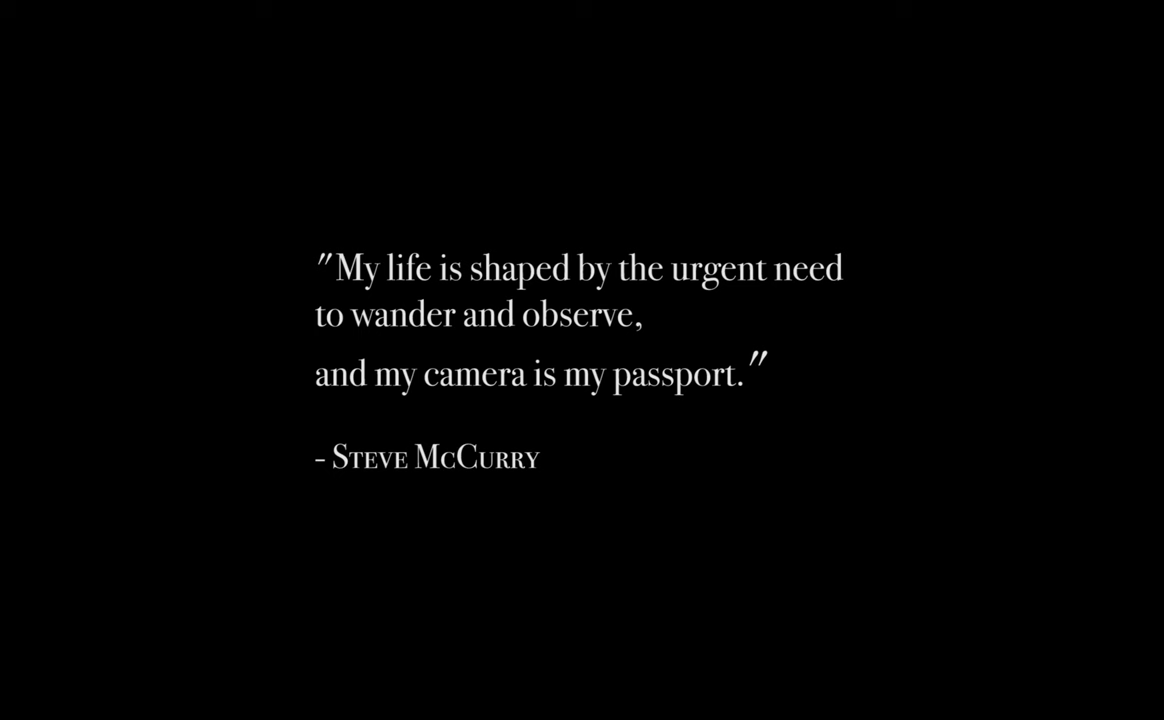 "My life is shaped by the urgent need
to wander and observe,
and my camera is my passport."
- Steve McCurry